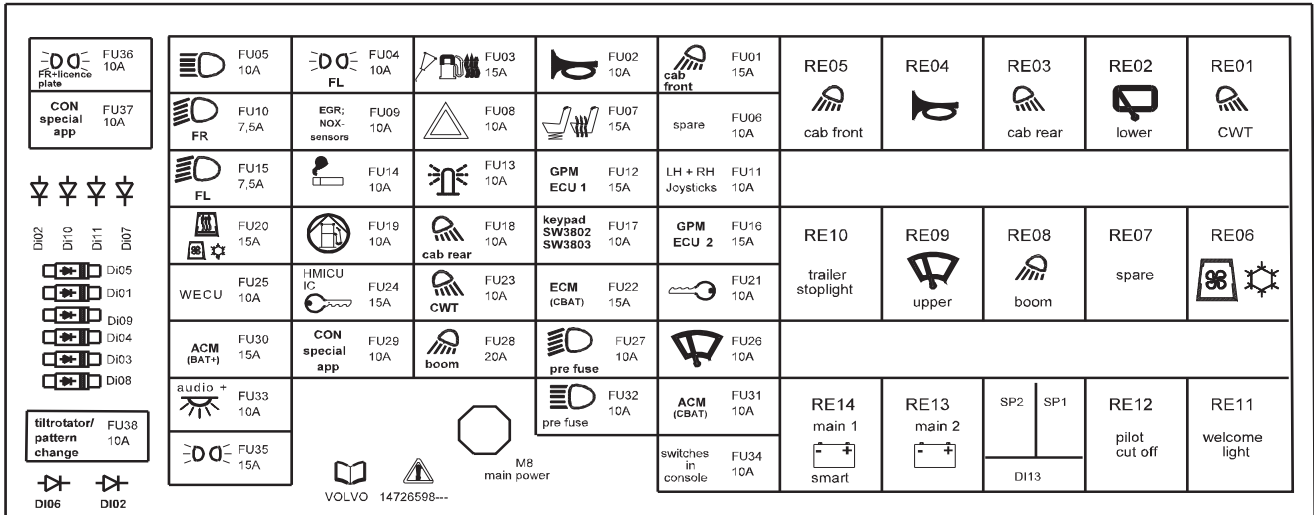 FU36
10A
FR+licence
plate
CON
special
app
FU37
10A
Di02
Di10
Di11
Di07
Di05
Di01
Di09
Di04
Di03
Di08
tiltrotator/
pattern
change
FU38
10A
DI06
DI02
FU05
10A
FL
FU04
10A
FU03
15A
FU02
10A
cab
front
FU01
15A
FR
FU10
7,5A
EGR;
NOX-
sensors
FU09
10A
FU08
10A
FU07
15A
spare
FU06
10A
FL
FU15
7,5A
FU14
10A
FU13
10A
GPM
ECU 1
FU12
15A
LH + RH
Joysticks
FU11
10A
FU20
15A
FU19
10A
cab rear
FU18
10A
keypad
SW3802
SW3803
FU17
10A
GPM
ECU 2
FU16
15A
WECU
FU25
10A
HMICU
IC
FU24
15A
CWT
FU23
10A
ECM
(CBAT)
FU22
15A
FU21
10A
ACM
(BAT+)
FU30
15A
CON
special
app
FU29
10A
boom
FU28
20A
pre fuse
FU27
10A
FU26
10A
audio +
FU33
10A
pre fuse
FU32
10A
ACM
(CBAT)
FU31
10A
FU35
15A
VOLVO 14726598---
M8
main power
switches
in
console
FU34
10A
RE05
cab front
RE04
RE03
cab rear
RE02
lower
RE01
CWT
RE10
trailer
stoplight
RE09
upper
RE08
boom
RE07
spare
RE06
RE14
main 1
- +
smart
RE13
main 2
- +
SP2
SP1
DI13
RE12
pilot
cut off
RE11
welcome
light